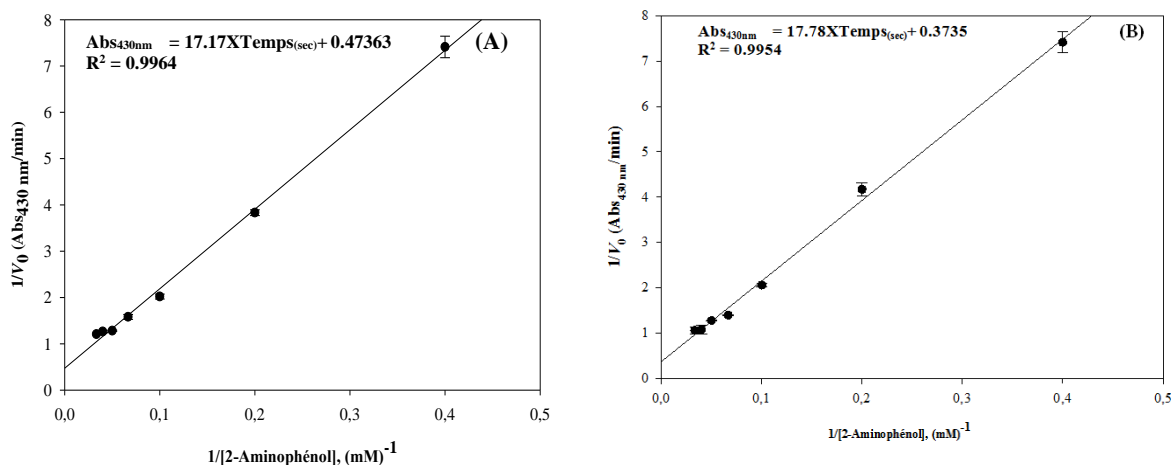 Abs430nm = 17.17XTemps(sec)+ 0.47363
R2 = 0.9964
(A)
8
7
6
5
4
3
2
1
0
1/V0 (Abs430 nm/min)
0,0 0,1 0,2 0,3 0,4 0,5
1/[2-Aminophénol], (mM)-1
Abs430nm = 17.78XTemps(sec)+ 0.3735
R2 = 0.9954
(B)
8
7
6
5
4
3
2
1
0
1/V0 (Abs430 nm/min)
0,0 0,1 0,2 0,3 0,4 0,5
1/[2-Aminophénol], (mM)-1